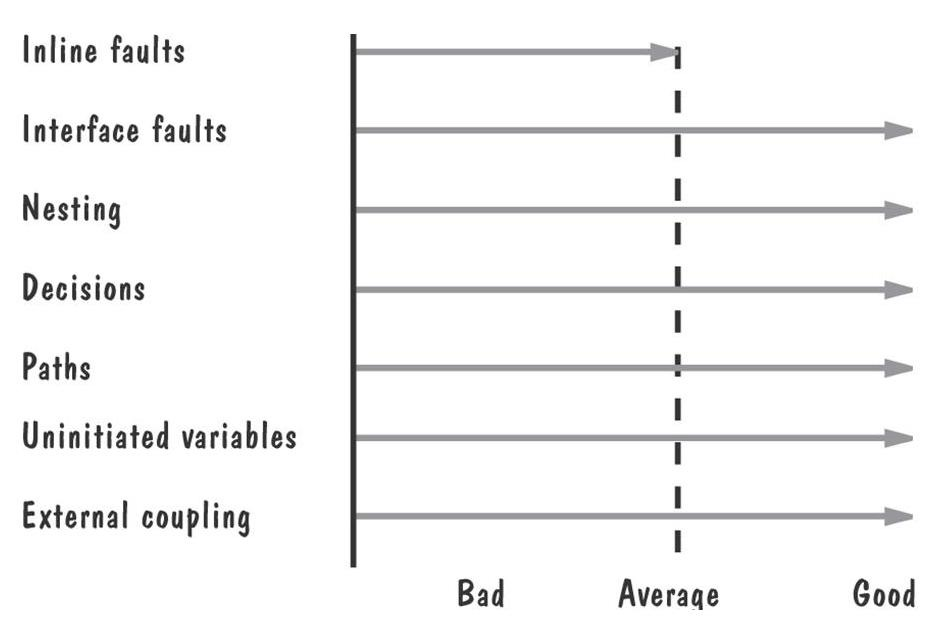 Inline faults
Interface faults
Nesting
Decisions
Paths
Uninitiated variables
External coupling
Bad Average Good